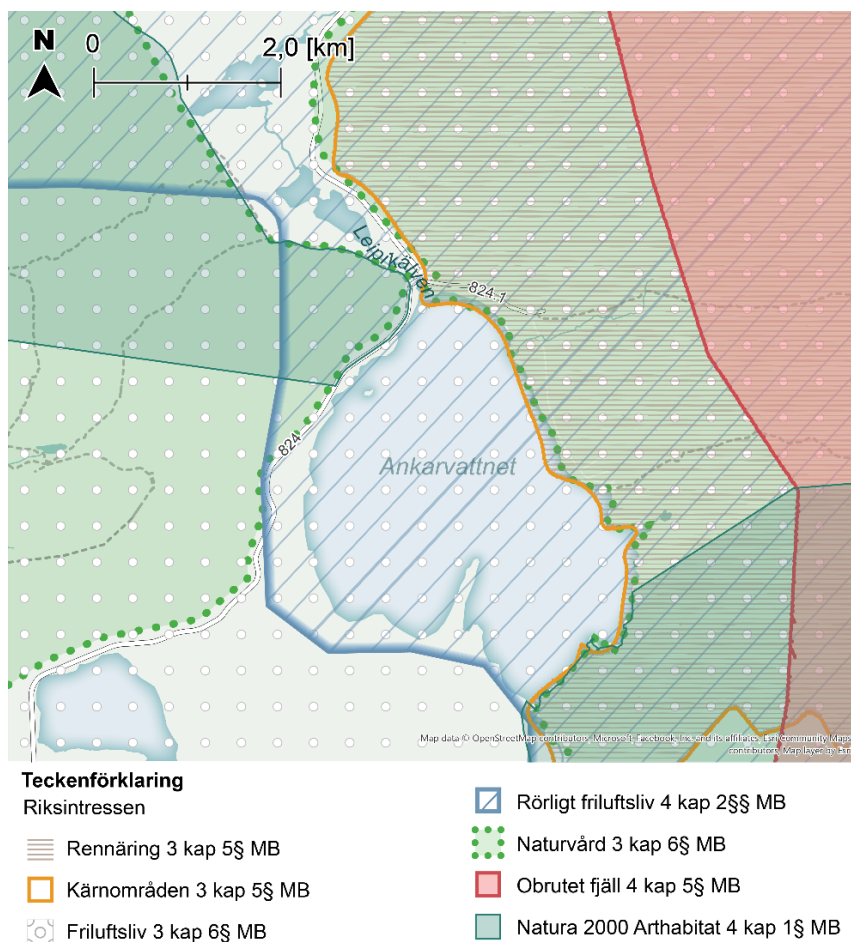 N
0 2,0 [km]
Leipikälven
824.1
824
Ankarvattnet
Map data © OpenStreetMap contributors, Microsoft, Facebook, Inc. and its affiliates, Esri Community Maps
contributors, Map layer by Esri
Teckenförklaring
Riksintressen
Rennäring 3 kap 5§ MB
Kärnområden 3 kap 5§ MB
Friluftsliv 3 kap 6§ MB
Rörligt friluftsliv 4 kap 2§§ MB
Naturvård 3 kap 6§ MB
Obrutet fjäll 4 kap 5§ MB
Natura 2000 Arthabitat 4 kap 1§ MB